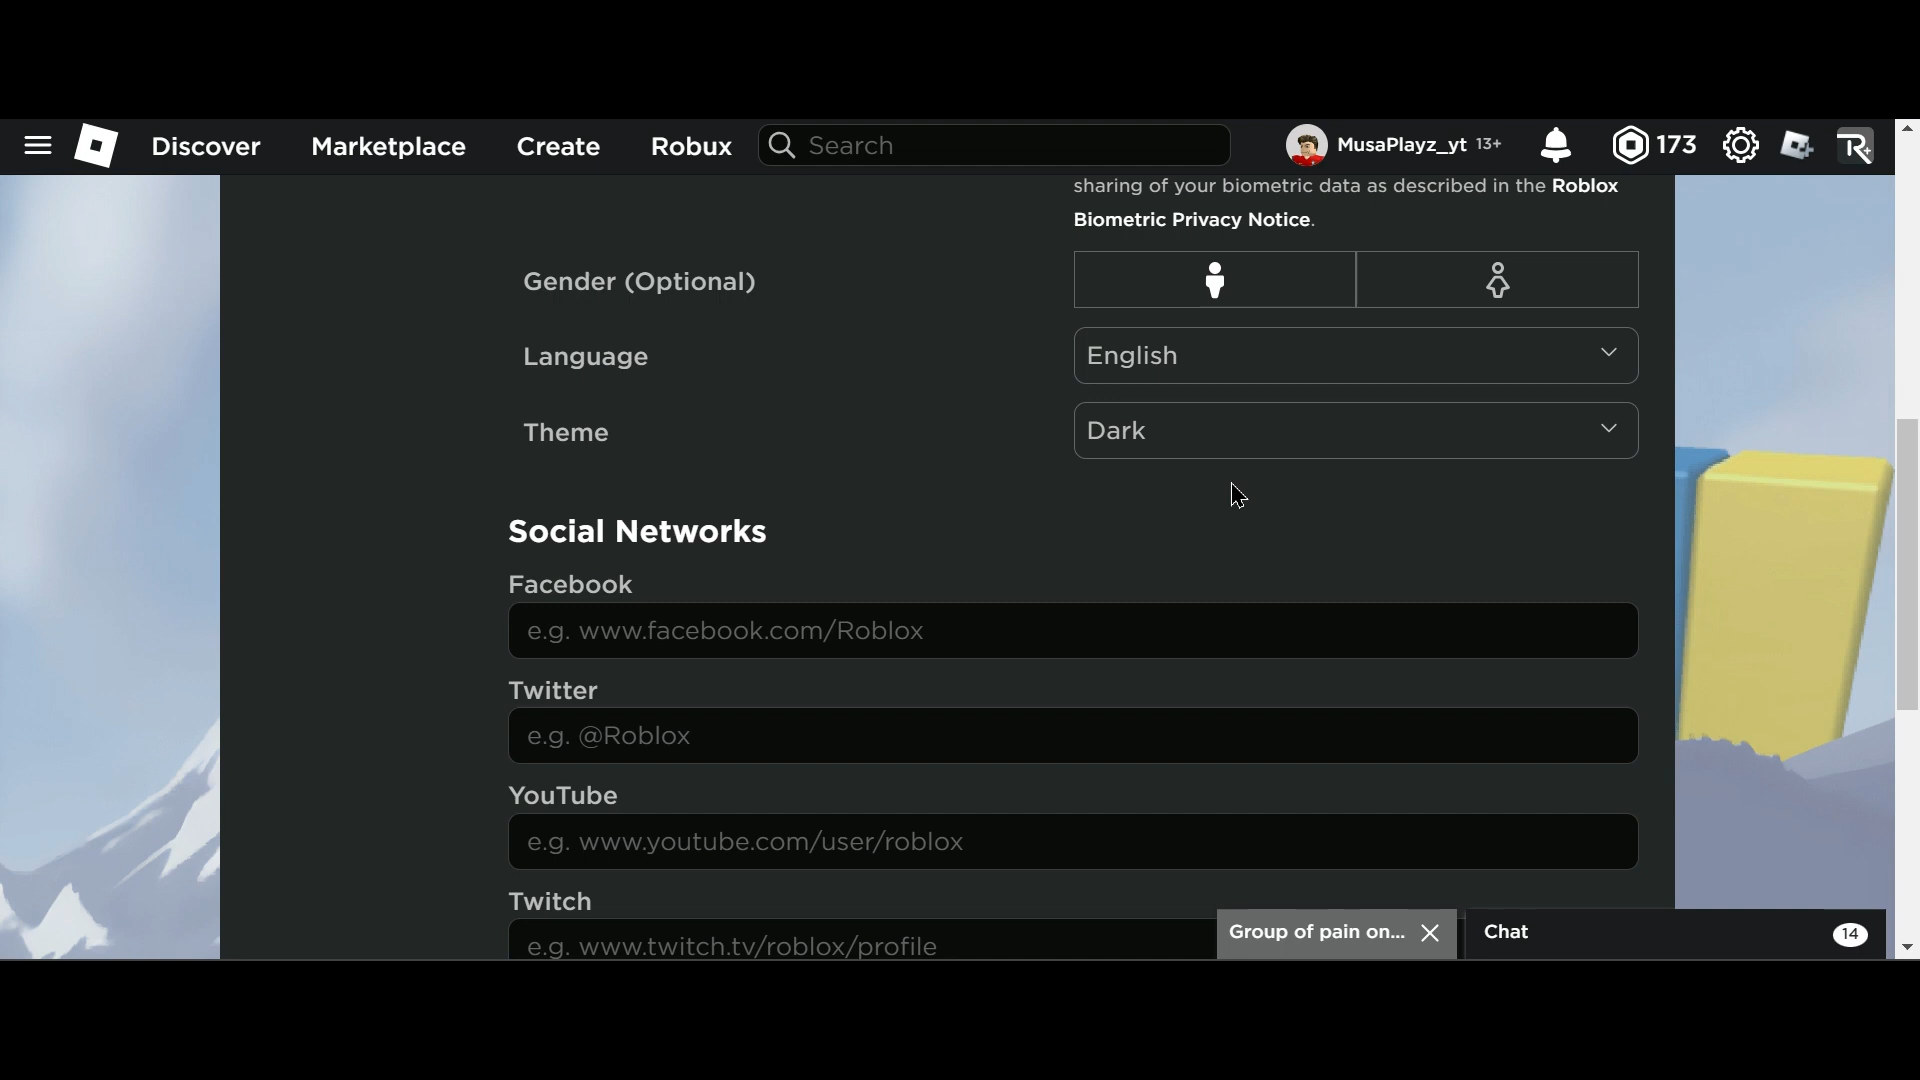 Discover Marketplace Create Robux Search MusaPlayz_yt 13+ 173
sharing of your biometric data as described in the Roblox
Biometric Privacy Notice.
Gender (Optional)
Language English
Theme Dark
Social Networks
Facebook
e.g. www.facebook.com/Roblox
Twitter
e.g. @Roblox
YouTube
e.g. www.youtube.com/user/roblox
Twitch
e.g. www.twitch.tv/roblox/profile
Group of pain on... Chat 14